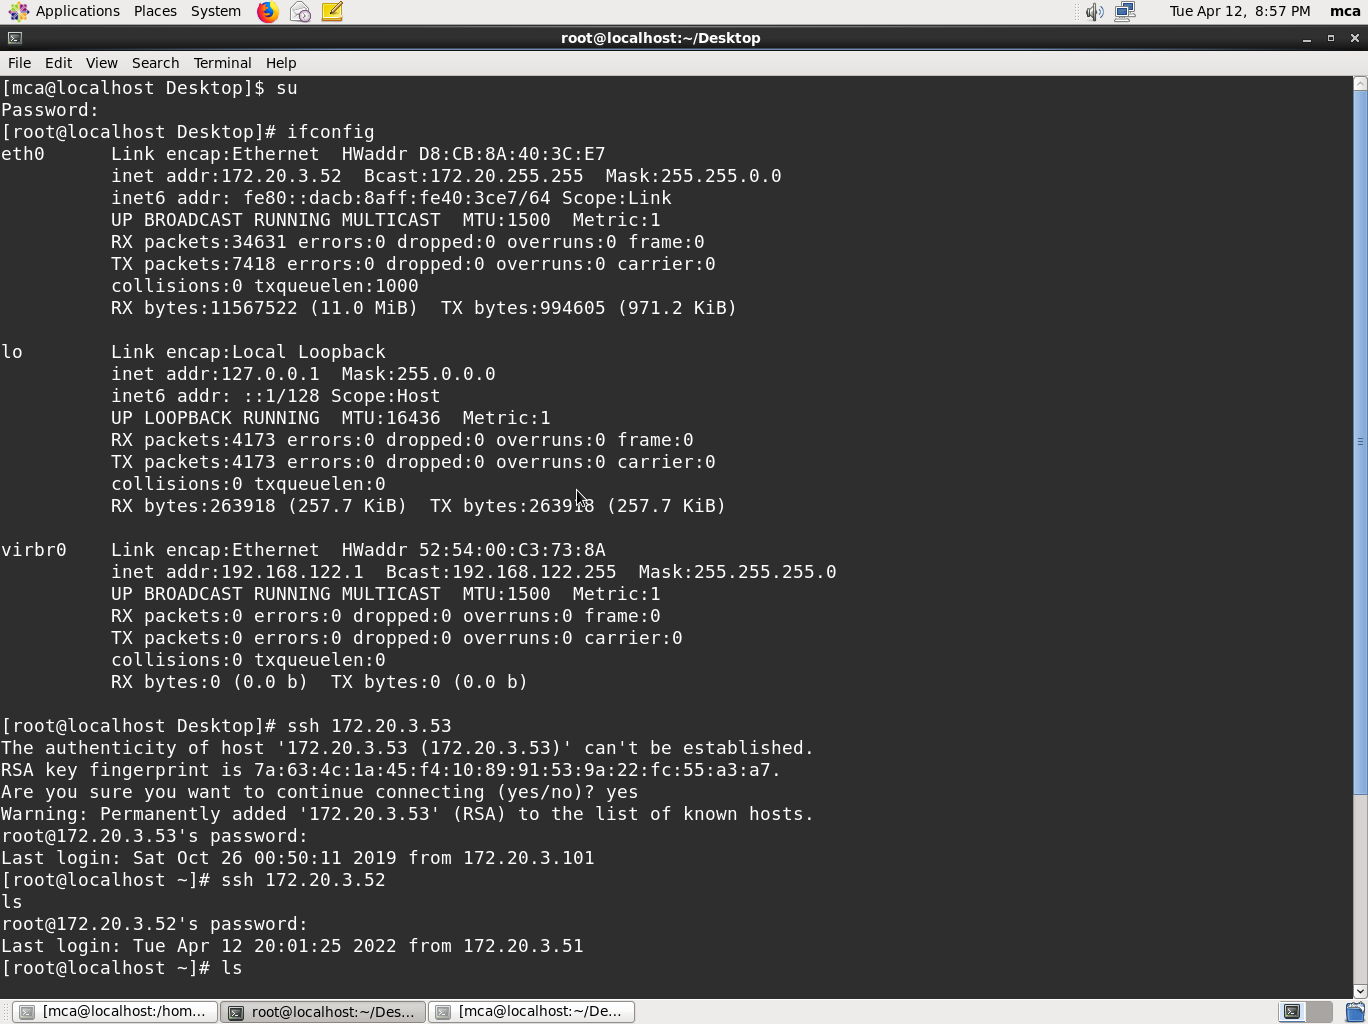 Applications Places System Tue Apr 12, 8:57 PM mca
root@localhost:~/Desktop
File Edit View Search Terminal Help
[mca@localhost Desktop]$ su
Password:
[root@localhost Desktop]# ifconfig
eth0      Link encap:Ethernet  HWaddr D8:CB:8A:40:3C:E7
          inet addr:172.20.3.52  Bcast:172.20.255.255  Mask:255.255.0.0
          inet6 addr: fe80::dacb:8aff:fe40:3ce7/64 Scope:Link
          UP BROADCAST RUNNING MULTICAST  MTU:1500  Metric:1
          RX packets:34631 errors:0 dropped:0 overruns:0 frame:0
          TX packets:7418 errors:0 dropped:0 overruns:0 carrier:0
          collisions:0 txqueuelen:1000
          RX bytes:11567522 (11.0 MiB)  TX bytes:994605 (971.2 KiB)

lo        Link encap:Local Loopback
          inet addr:127.0.0.1  Mask:255.0.0.0
          inet6 addr: ::1/128 Scope:Host
          UP LOOPBACK RUNNING  MTU:16436  Metric:1
          RX packets:4173 errors:0 dropped:0 overruns:0 frame:0
          TX packets:4173 errors:0 dropped:0 overruns:0 carrier:0
          collisions:0 txqueuelen:0
          RX bytes:263918 (257.7 KiB)  TX bytes:263918 (257.7 KiB)

virbr0    Link encap:Ethernet  HWaddr 52:54:00:C3:73:8A
          inet addr:192.168.122.1  Bcast:192.168.122.255  Mask:255.255.255.0
          UP BROADCAST RUNNING MULTICAST  MTU:1500  Metric:1
          RX packets:0 errors:0 dropped:0 overruns:0 frame:0
          TX packets:0 errors:0 dropped:0 overruns:0 carrier:0
          collisions:0 txqueuelen:0
          RX bytes:0 (0.0 b)  TX bytes:0 (0.0 b)

[root@localhost Desktop]# ssh 172.20.3.53
The authenticity of host '172.20.3.53 (172.20.3.53)' can't be established.
RSA key fingerprint is 7a:63:4c:1a:45:f4:10:89:91:53:9a:22:fc:55:a3:a7.
Are you sure you want to continue connecting (yes/no)? yes
Warning: Permanently added '172.20.3.53' (RSA) to the list of known hosts.
root@172.20.3.53's password:
Last login: Sat Oct 26 00:50:11 2019 from 172.20.3.101
[root@localhost ~]# ssh 172.20.3.52
ls
root@172.20.3.52's password:
Last login: Tue Apr 12 20:01:25 2022 from 172.20.3.51
[root@localhost ~]# ls
[mca@localhost:/hom... root@localhost:~/Des... [mca@localhost:~/De...